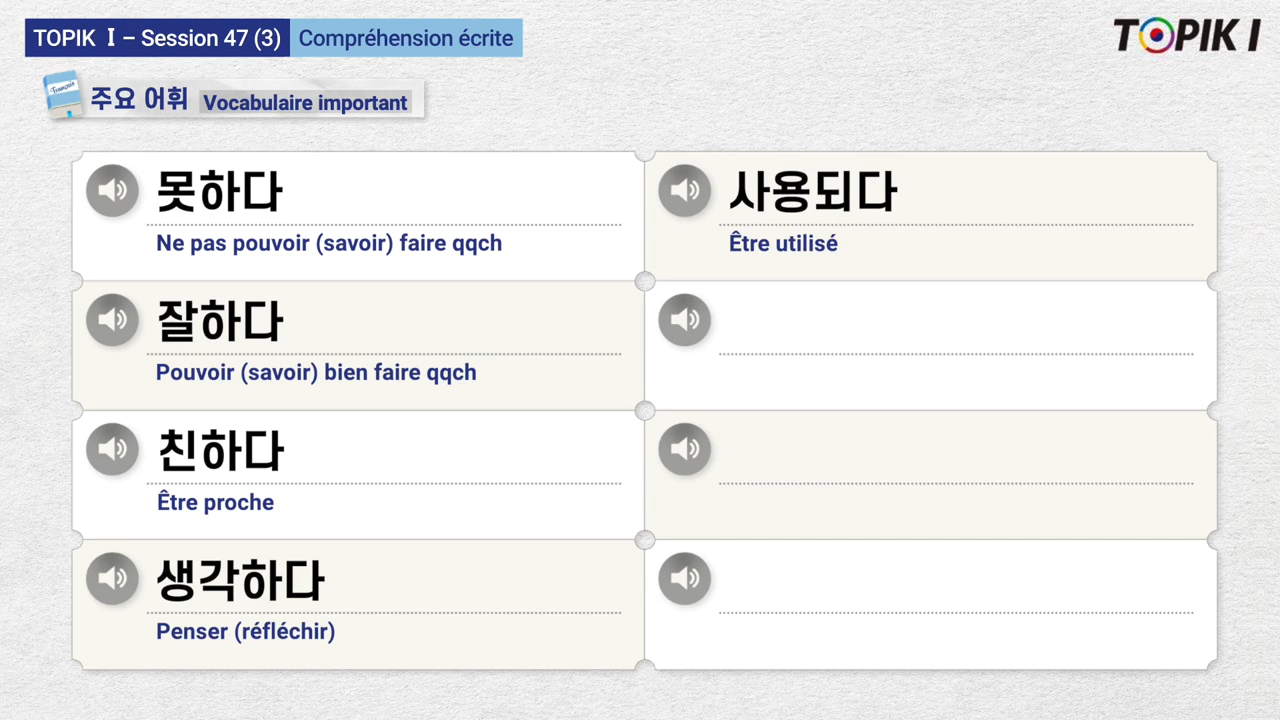 TOPIK Ⅰ – Session 47 (3) Compréhension écrite
TOPIK I
Français
주요 어휘 Vocabulaire important
못하다
Ne pas pouvoir (savoir) faire qqch
잘하다
Pouvoir (savoir) bien faire qqch
친하다
Être proche
생각하다
Penser (réfléchir)
사용되다
Être utilisé